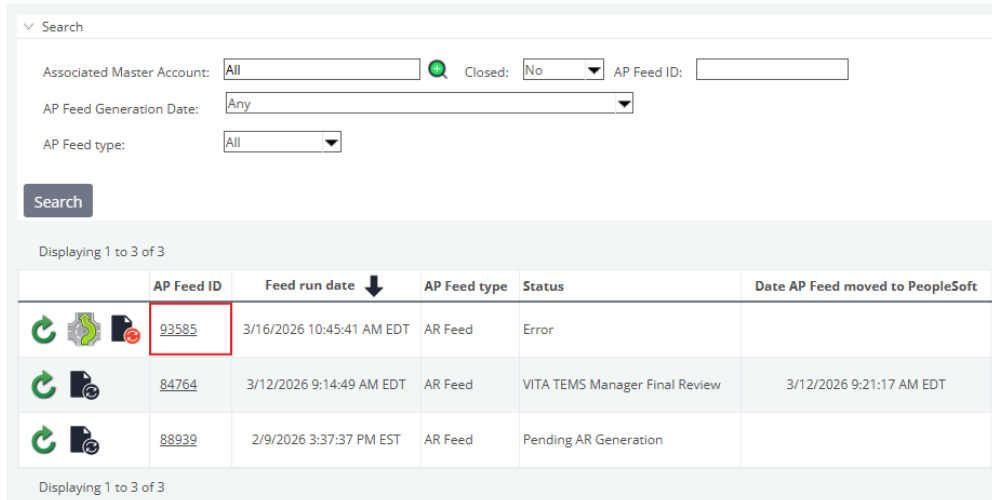 Search
Associated Master Account: All Closed: No AP Feed ID:
AP Feed Generation Date: Any
AP Feed type: All
Search
Displaying 1 to 3 of 3
AP Feed ID Feed run date AP Feed type Status Date AP Feed moved to PeopleSoft
93585 3/16/2026 10:45:41 AM EDT AR Feed Error
84764 3/12/2026 9:14:49 AM EDT AR Feed VITA TEMS Manager Final Review 3/12/2026 9:21:17 AM EDT
88939 2/9/2026 3:37:37 PM EST AR Feed Pending AR Generation
Displaying 1 to 3 of 3